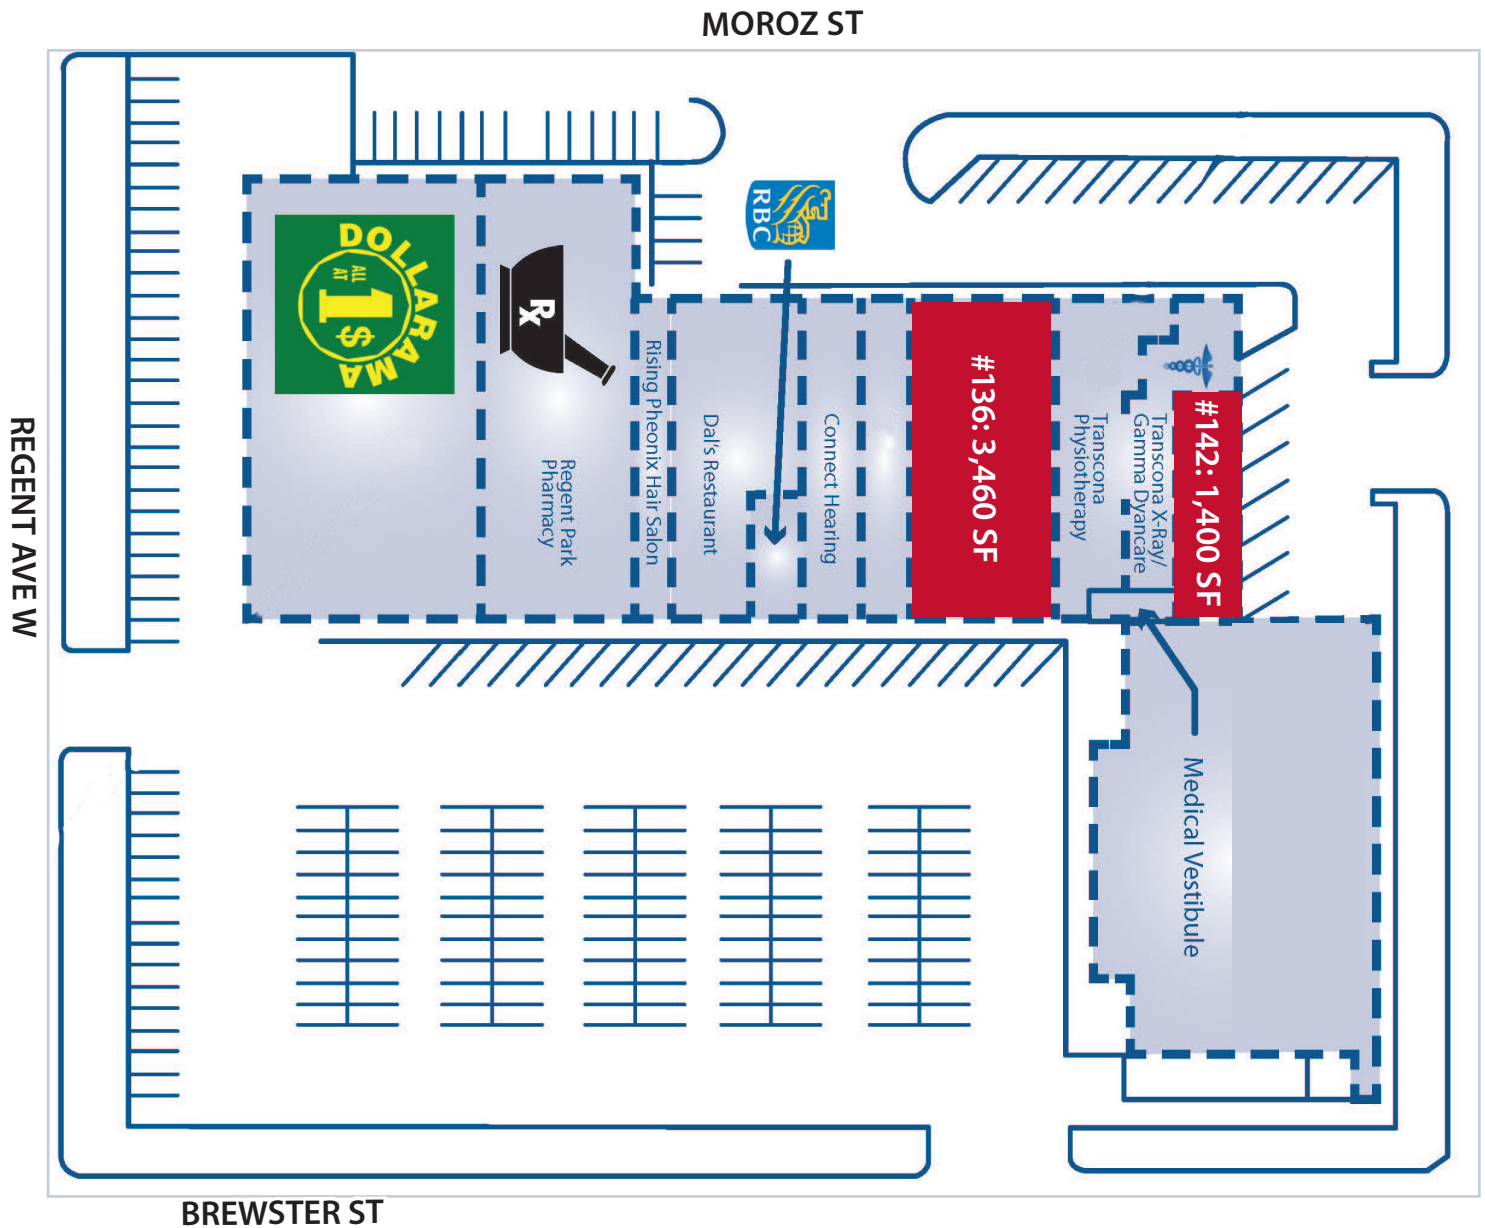 MOROZ ST
REGENT AVE W
BREWSTER ST
DOLLARAMA
ALL
AT
1$
Rx
Regent Park
Pharmacy
Rising Pheonix Hair Salon
Dal's Restaurant
RBC
Connect Hearing
#136: 3,460 SF
Transcona
Physiotherapy
Transcona X-Ray/
Gamma Dyancare
#142: 1,400 SF
Medical Vestibule